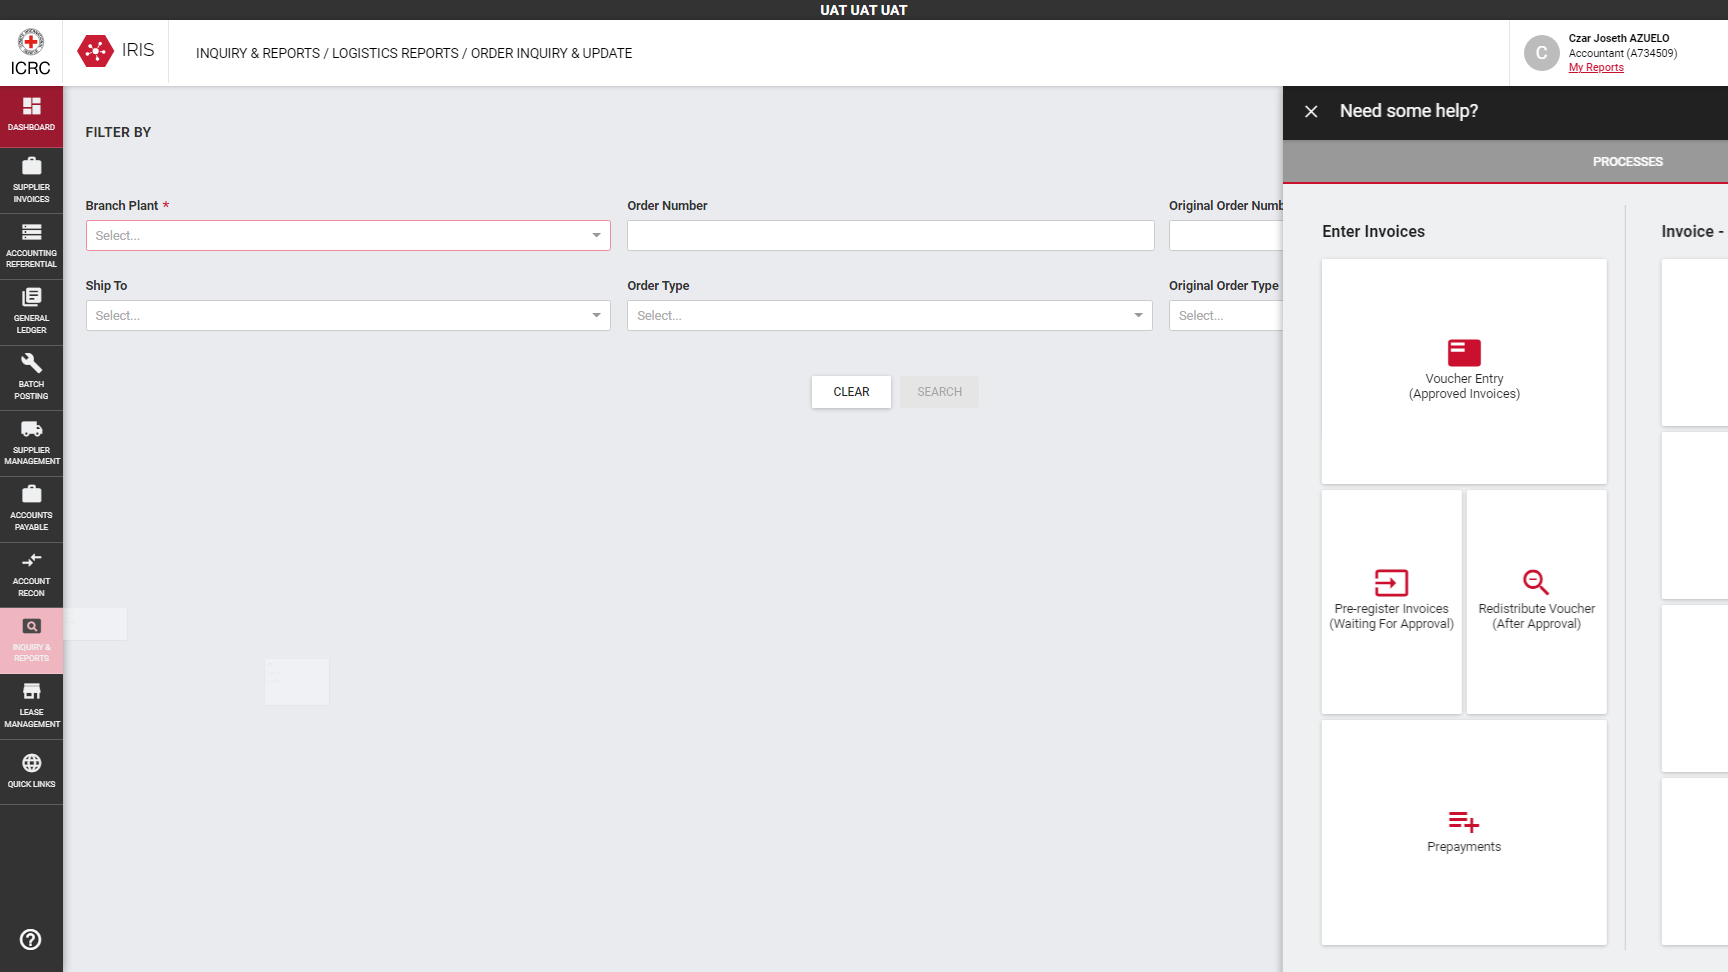 UAT UAT UAT
ICRC
IRIS
INQUIRY & REPORTS / LOGISTICS REPORTS / ORDER INQUIRY & UPDATE
C
Czar Joseth AZUELO
Accountant (A734509)
My Reports
DASHBOARD
SUPPLIER
INVOICES
ACCOUNTING
REFERENTIAL
GENERAL
LEDGER
BATCH
POSTING
SUPPLIER
MANAGEMENT
ACCOUNTS
PAYABLE
ACCOUNT
RECON
INQUIRY &
REPORTS
LEASE
MANAGEMENT
QUICK LINKS
FILTER BY
Branch Plant *
Select...
Order Number
Original Order Numb
Ship To
Select...
Order Type
Select...
Original Order Type
Select...
CLEAR
SEARCH
Need some help?
PROCESSES
Enter Invoices
Invoice -
Voucher Entry
(Approved Invoices)
Pre-register Invoices
(Waiting For Approval)
Redistribute Voucher
(After Approval)
Prepayments